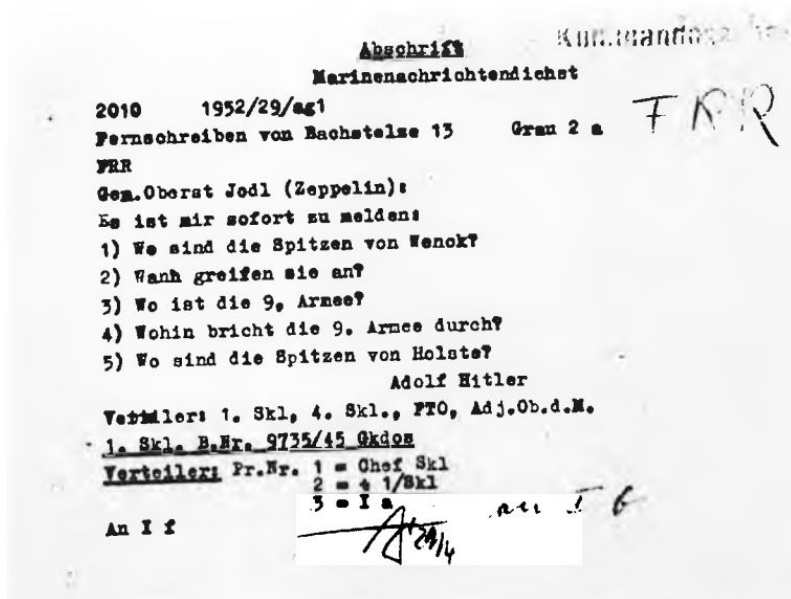 Abschrift
Marinenachrichtendichst
2010 1952/29/ag1
Fernschreiben von Bachstelze 13 Grau 2 a
FRR
FRR
Gen.Oberst Jodl (Zeppelin):
Es ist mir sofort zu melden:
1) Wo sind die Spitzen von Wenck?
2) Wann greifen sie an?
3) Wo ist die 9. Armee?
4) Wohin bricht die 9. Armee durch?
5) Wo sind die Spitzen von Holste?
Adolf Hitler
Verteiler: 1. Skl, 4. Skl., FTO, Adj.Ob.d.M.
1. Skl. B.Nr. 9735/45 Gkdos
Verteiler: Pr.Nr. 1 = Chef Skl
2 = 1/Skl
3 = I a
An I f
29/4